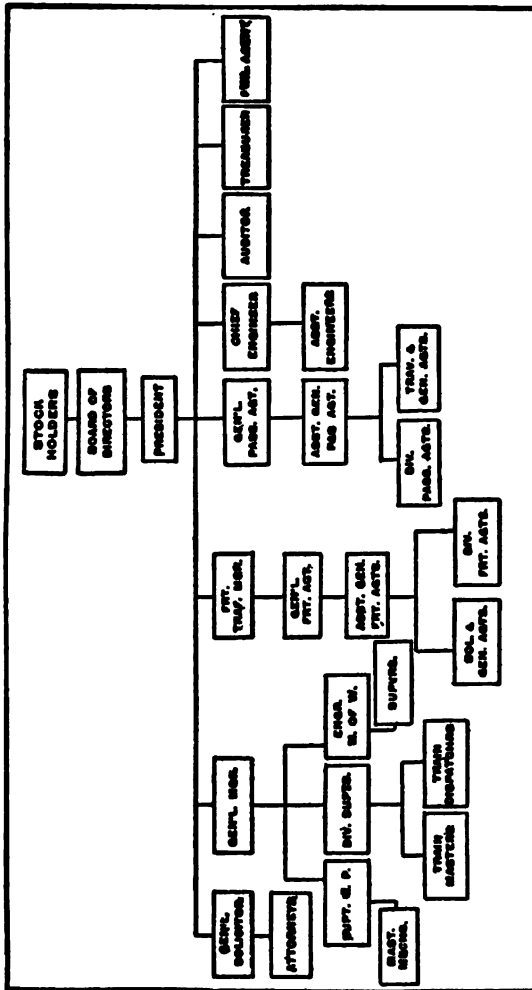 STOCK
HOLDERS
BOARD OF
DIRECTORS
PRESIDENT
GEN'L
SOLICITOR.
GEN'L MGR.
FRT.
TRAF. MGR.
GEN'L
PASS. AGT.
CHIEF
ENGINEER
AUDITOR.
TREASURER
AGENT
ATTORNEYS.
SUPT.
DIV. SUPTS.
ENGR.
M. OF W.
GEN'L
FRT. AGT.
ASST. GEN.
PASS AGT.
ASST.
ENGINEERS
MAST.
MECHS.
TRAIN
MASTERS
TRAIN
DISPATCHERS
SUPVRS.
ASST. GEN.
FRT. AGTS.
DIV.
PASS. AGTS.
TRAV. &
GEN. AGTS.
SOL. &
GEN. AGTS.
DIV.
FRT. AGTS.